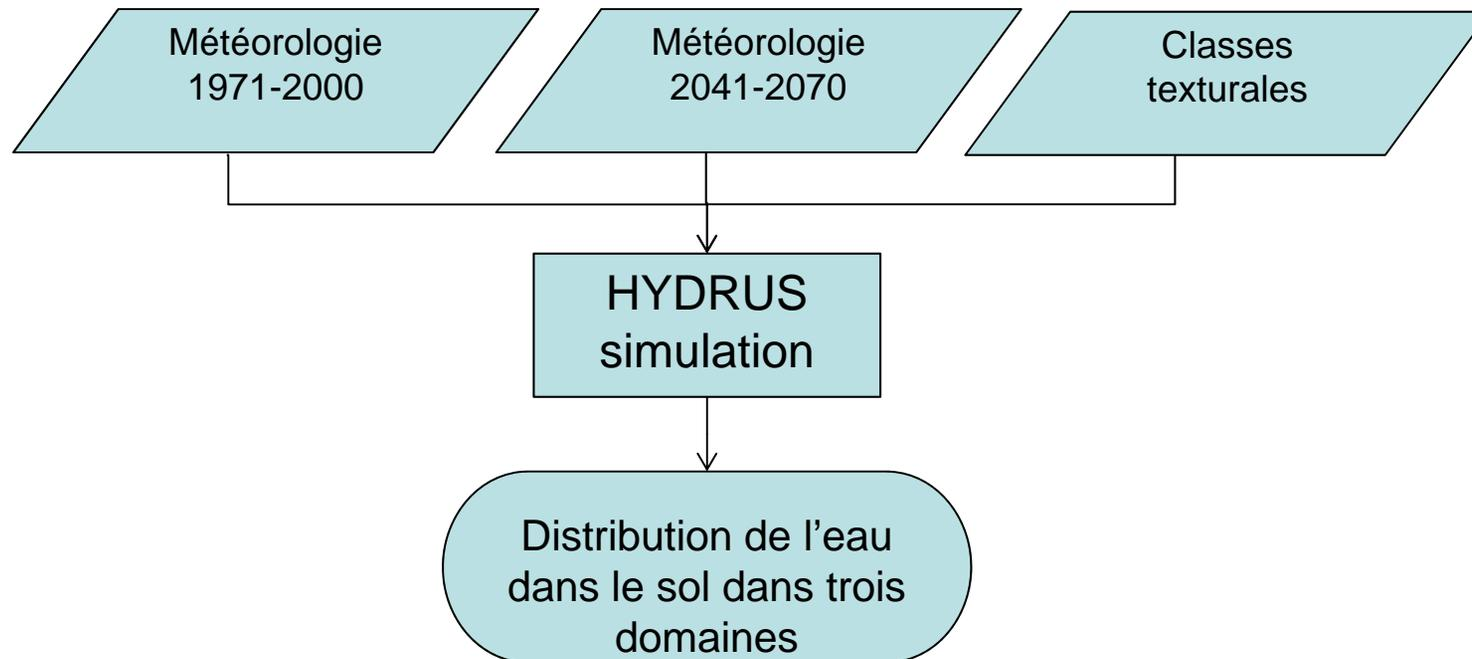 Météorologie
1971-2000
Météorologie
2041-2070
Classes
texturales
HYDRUS
simulation
Distribution de l’eau
dans le sol dans trois
domaines